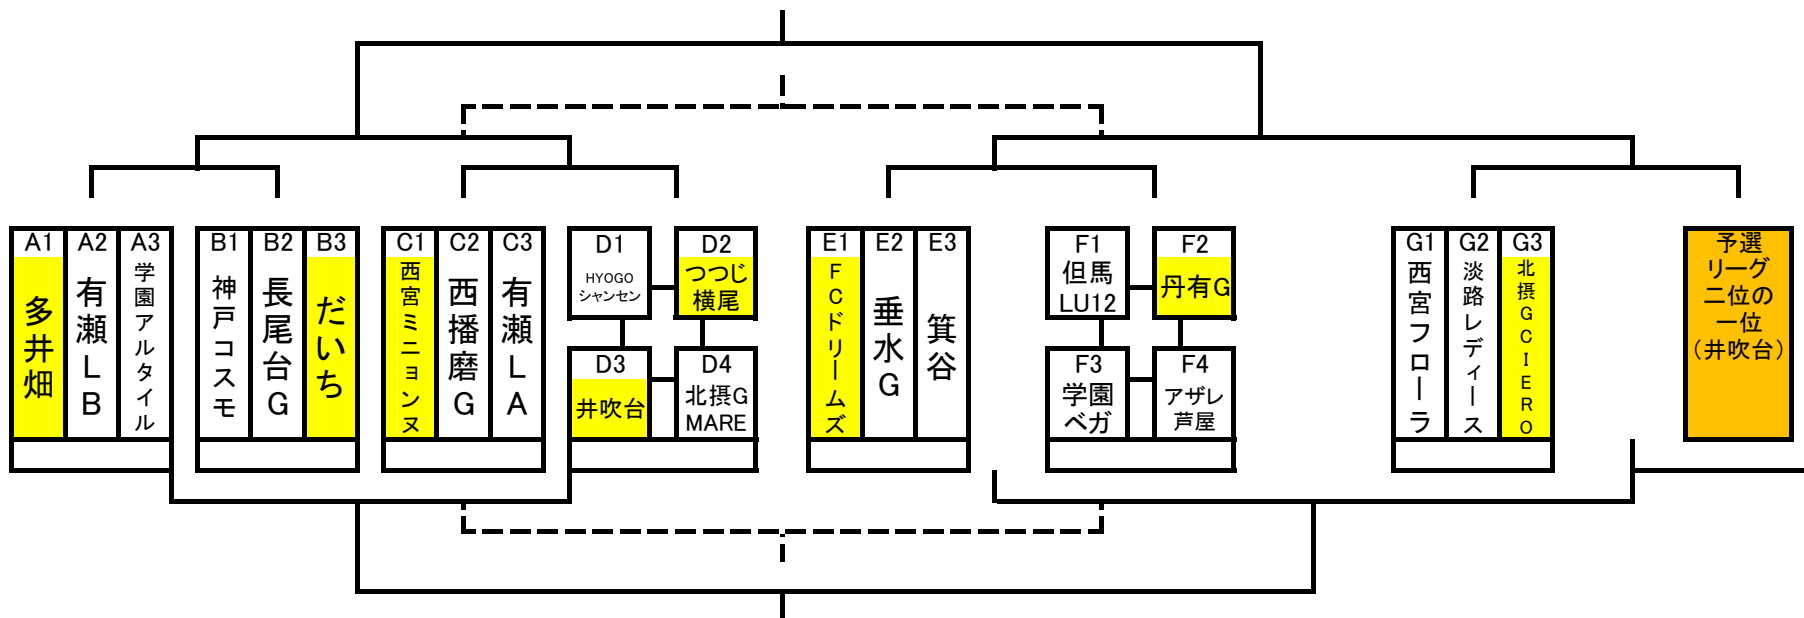 A1
多井畑
A2
有瀬LB
A3
学園アルタイル
B1
神戸コスモ
B2
長尾台G
B3
だいち
C1
西宮ミニョンヌ
C2
西播磨G
C3
有瀬LA
D1
HYOGO
シャンセン
D2
つつじ
横尾
D3
井吹台
D4
北摂G
MARE
E1
FCドリームズ
E2
垂水G
E3
箕谷
F1
但馬
LU12
F2
丹有G
F3
学園
ベガ
F4
アザレ
芦屋
G1
西宮フローラ
G2
淡路レディース
G3
北摂GCIERO
予選
リーグ
二位の
一位
（井吹台）